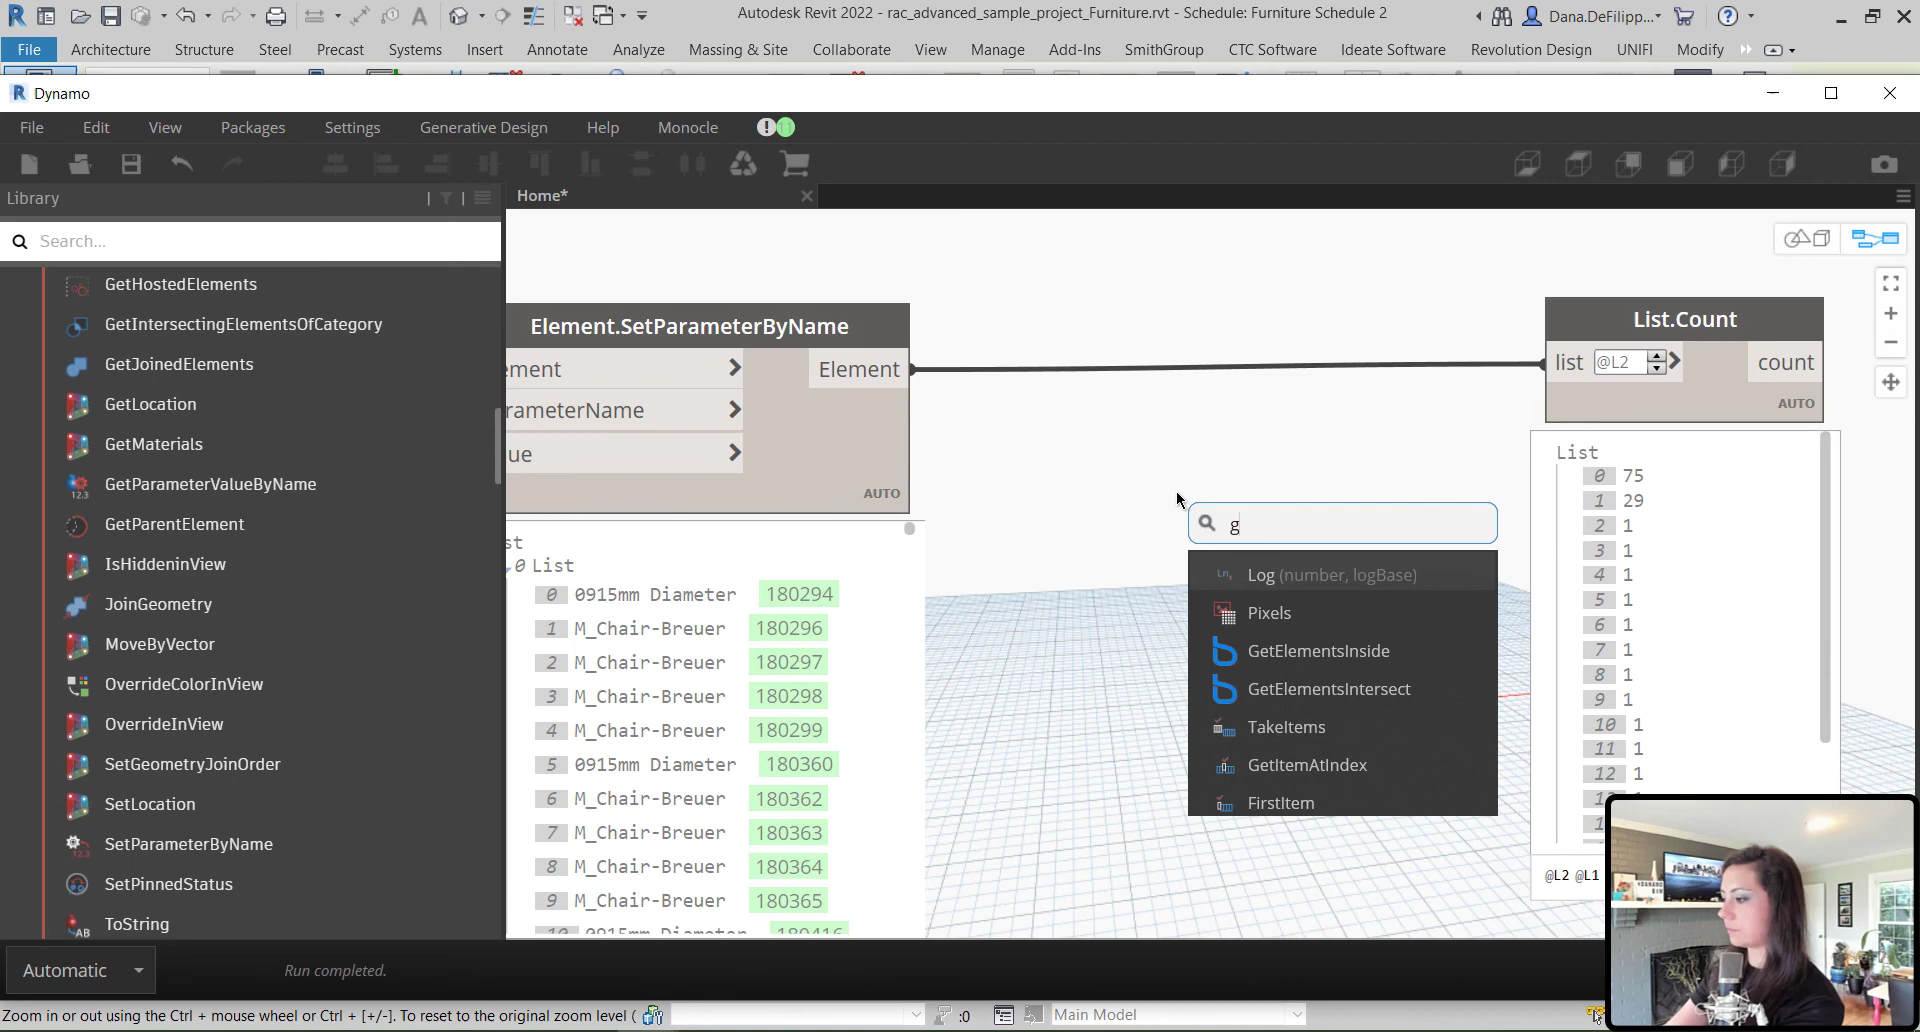 Autodesk Revit 2022 - rac_advanced_sample_project_Furniture.rvt - Schedule: Furniture Schedule 2
Dana.DeFilipp...
File Architecture Structure Steel Precast Systems Insert Annotate Analyze Massing & Site Collaborate View Manage Add-Ins SmithGroup CTC Software Ideate Software Revolution Design UNIFI Modify
Dynamo
File Edit View Packages Settings Generative Design Help Monocle
Library
Home*
Search...
GetHostedElements
GetIntersectingElementsOfCategory
GetJoinedElements
GetLocation
GetMaterials
GetParameterValueByName
GetParentElement
IsHiddeninView
JoinGeometry
MoveByVector
OverrideColorInView
OverrideInView
SetGeometryJoinOrder
SetLocation
SetParameterByName
SetPinnedStatus
ToString
Element.SetParameterByName
ement > Element
rameterName >
ue >
AUTO
st
0 List
0 0915mm Diameter 180294
1 M_Chair-Breuer 180296
2 M_Chair-Breuer 180297
3 M_Chair-Breuer 180298
4 M_Chair-Breuer 180299
5 0915mm Diameter 180360
6 M_Chair-Breuer 180362
7 M_Chair-Breuer 180363
8 M_Chair-Breuer 180364
9 M_Chair-Breuer 180365
10 0915mm Diameter 180416
g
Log (number, logBase)
Pixels
GetElementsInside
GetElementsIntersect
TakeItems
GetItemAtIndex
FirstItem
List.Count
list @L2 > count
AUTO
List
0 75
1 29
2 1
3 1
4 1
5 1
6 1
7 1
8 1
9 1
10 1
11 1
12 1
@L2 @L1
Automatic
Run completed.
Zoom in or out using the Ctrl + mouse wheel or Ctrl + [+/-]. To reset to the original zoom level (
:0
Main Model